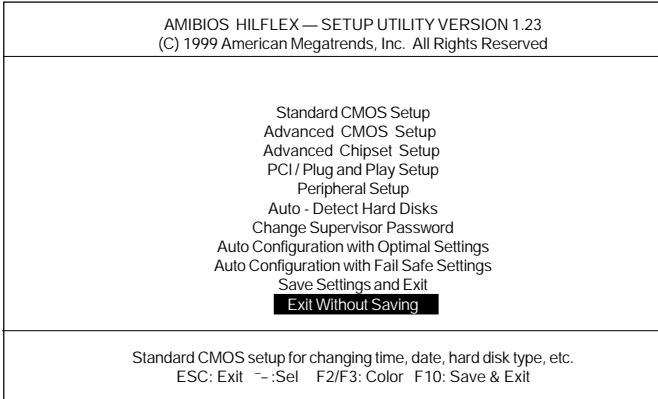 AMIBIOS HILFLEX — SETUP UTILITY VERSION 1.23
(C) 1999 American Megatrends, Inc. All Rights Reserved
Standard CMOS Setup
Advanced CMOS Setup
Advanced Chipset Setup
PCI / Plug and Play Setup
Peripheral Setup
Auto - Detect Hard Disks
Change Supervisor Password
Auto Configuration with Optimal Settings
Auto Configuration with Fail Safe Settings
Save Settings and Exit
Exit Without Saving
Standard CMOS setup for changing time, date, hard disk type, etc.
ESC: Exit ¯– :Sel F2/F3: Color F10: Save & Exit